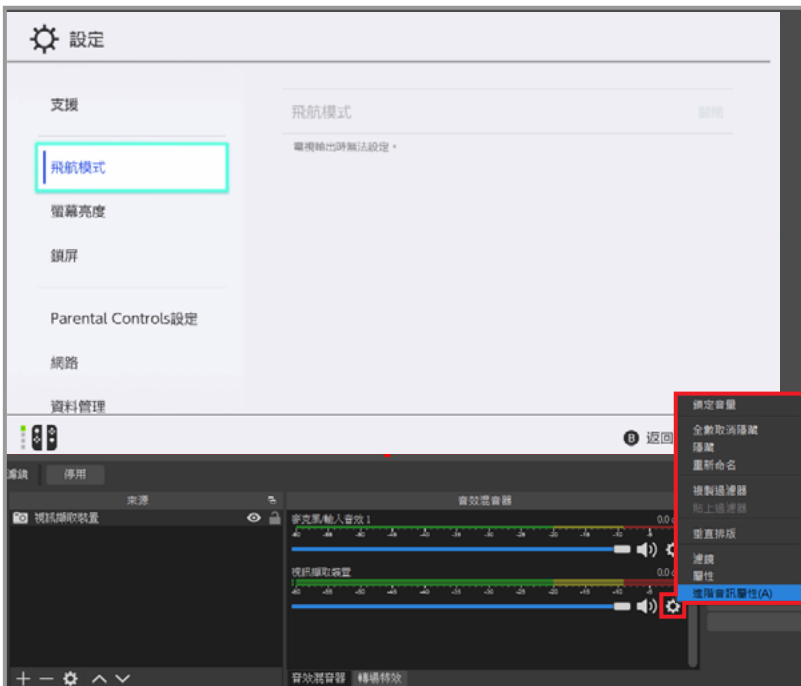 設定
支援
飛航模式
飛航模式
電視輸出時無法設定。
螢幕亮度
鎖屏
Parental Controls設定
網路
資料管理
B 返回
鎖定音量
全數取消隱藏
隱藏
重新命名
複製過濾器
貼上過濾器
垂直排版
濾鏡
屬性
進階音訊屬性(A)
濾鏡 停用
來源
音效混音器
視訊擷取裝置
麥克風/輸入音效 1
0.0
視訊擷取裝置
0.0
音效混音器 轉場特效